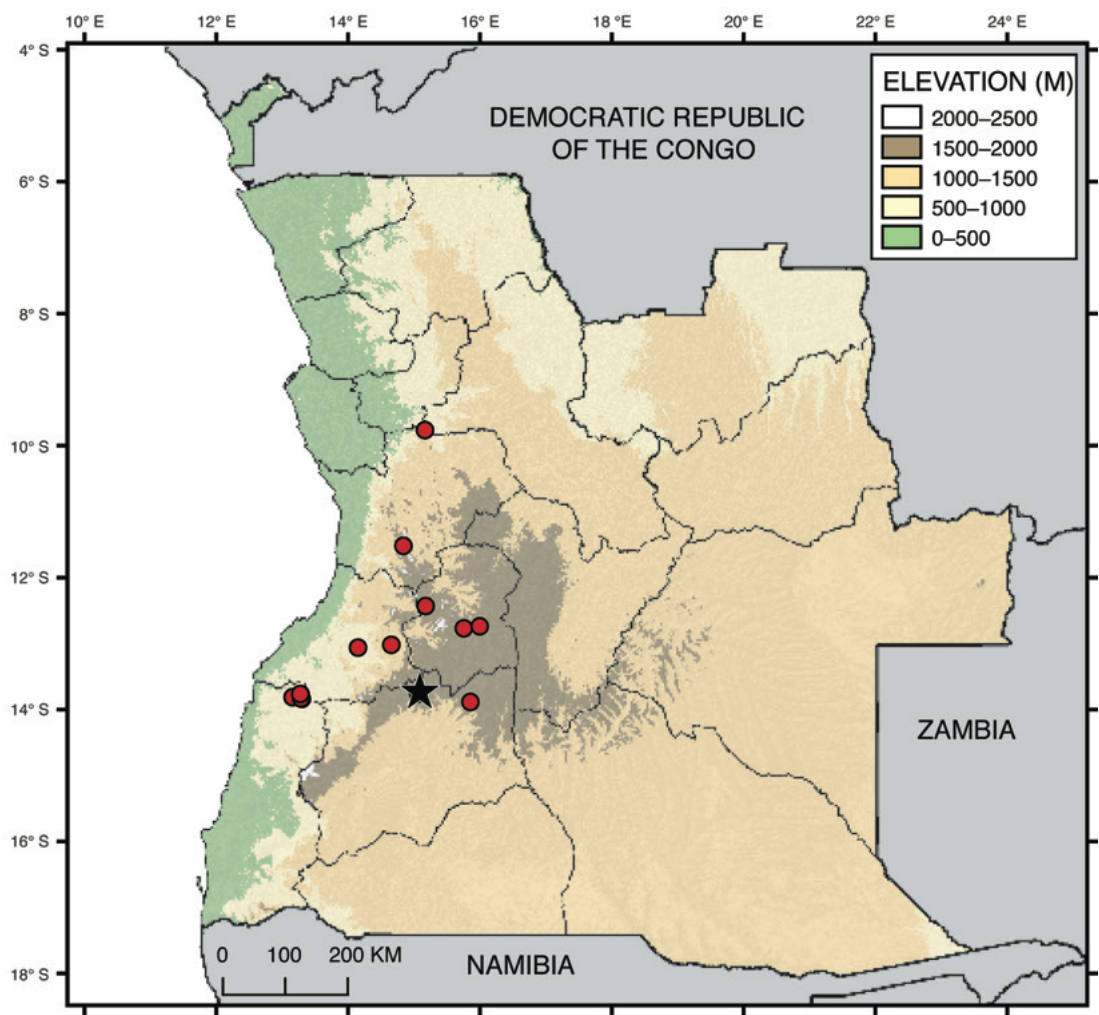 10° E 12° E 14° E 16° E 18° E 20° E 22° E 24° E
4° S
ELEVATION (M)
2000–2500
1500–2000
1000–1500
500–1000
0–500
DEMOCRATIC REPUBLIC
OF THE CONGO
6° S
8° S
10° S
12° S
14° S
ZAMBIA
16° S
0 100 200 KM
NAMIBIA
18° S